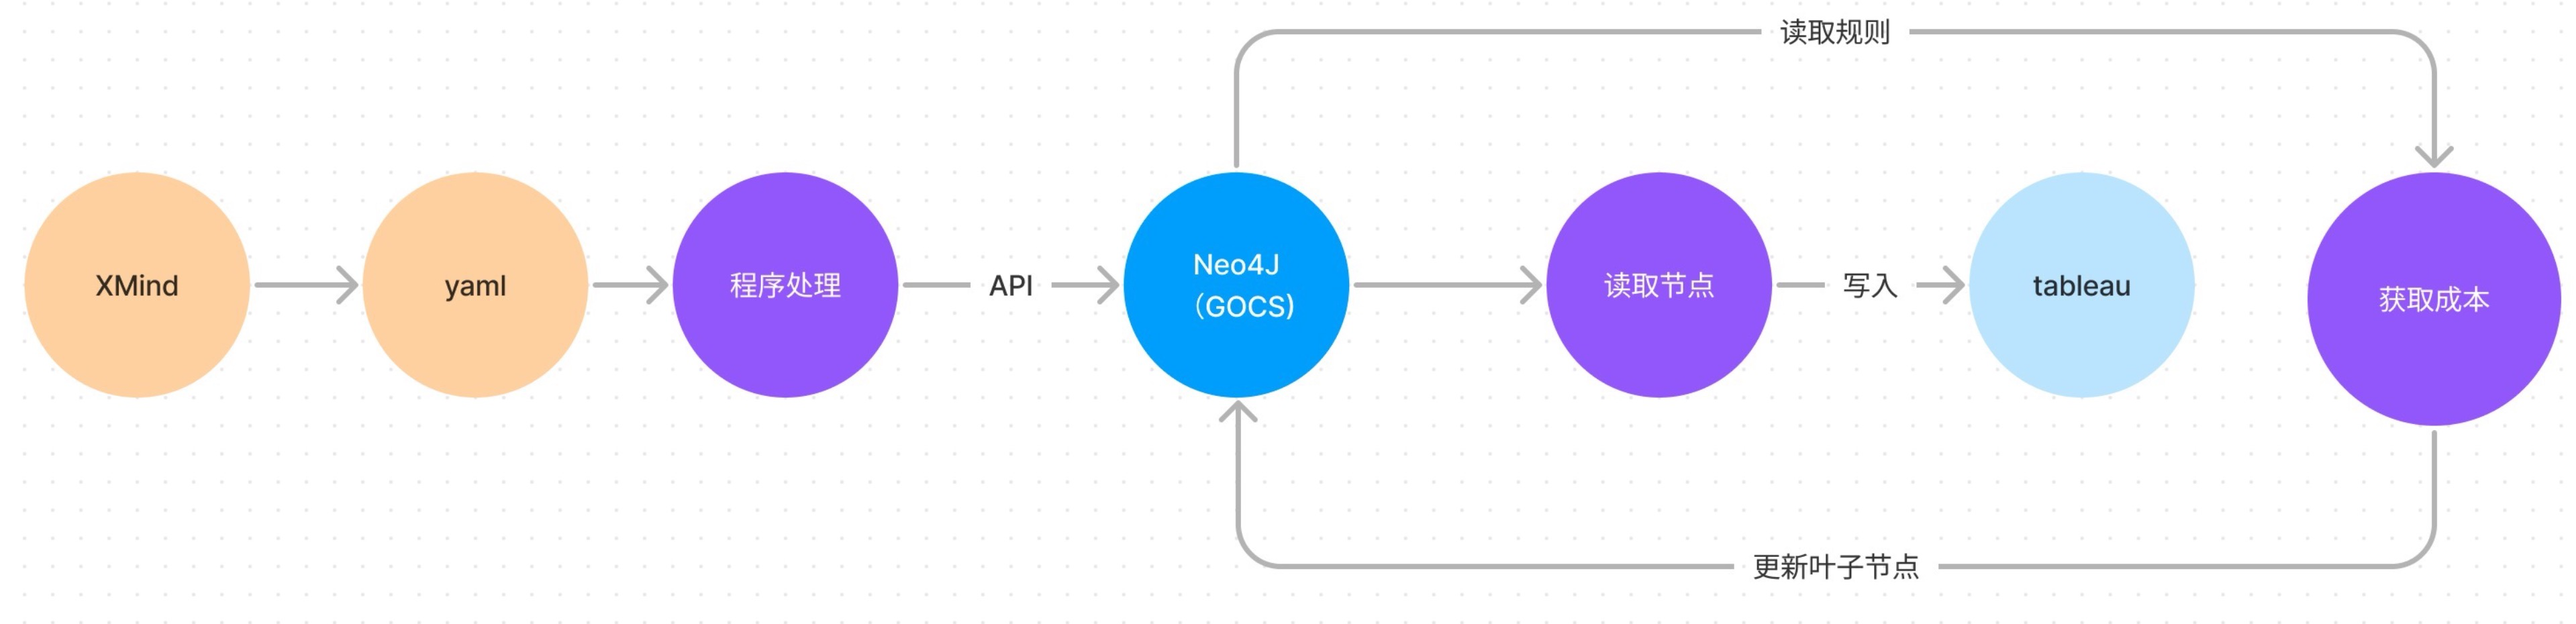 读取规则
XMind
yaml
程序处理
API
Neo4J
（GOCS）
读取节点
写入
tableau
获取成本
更新叶子节点